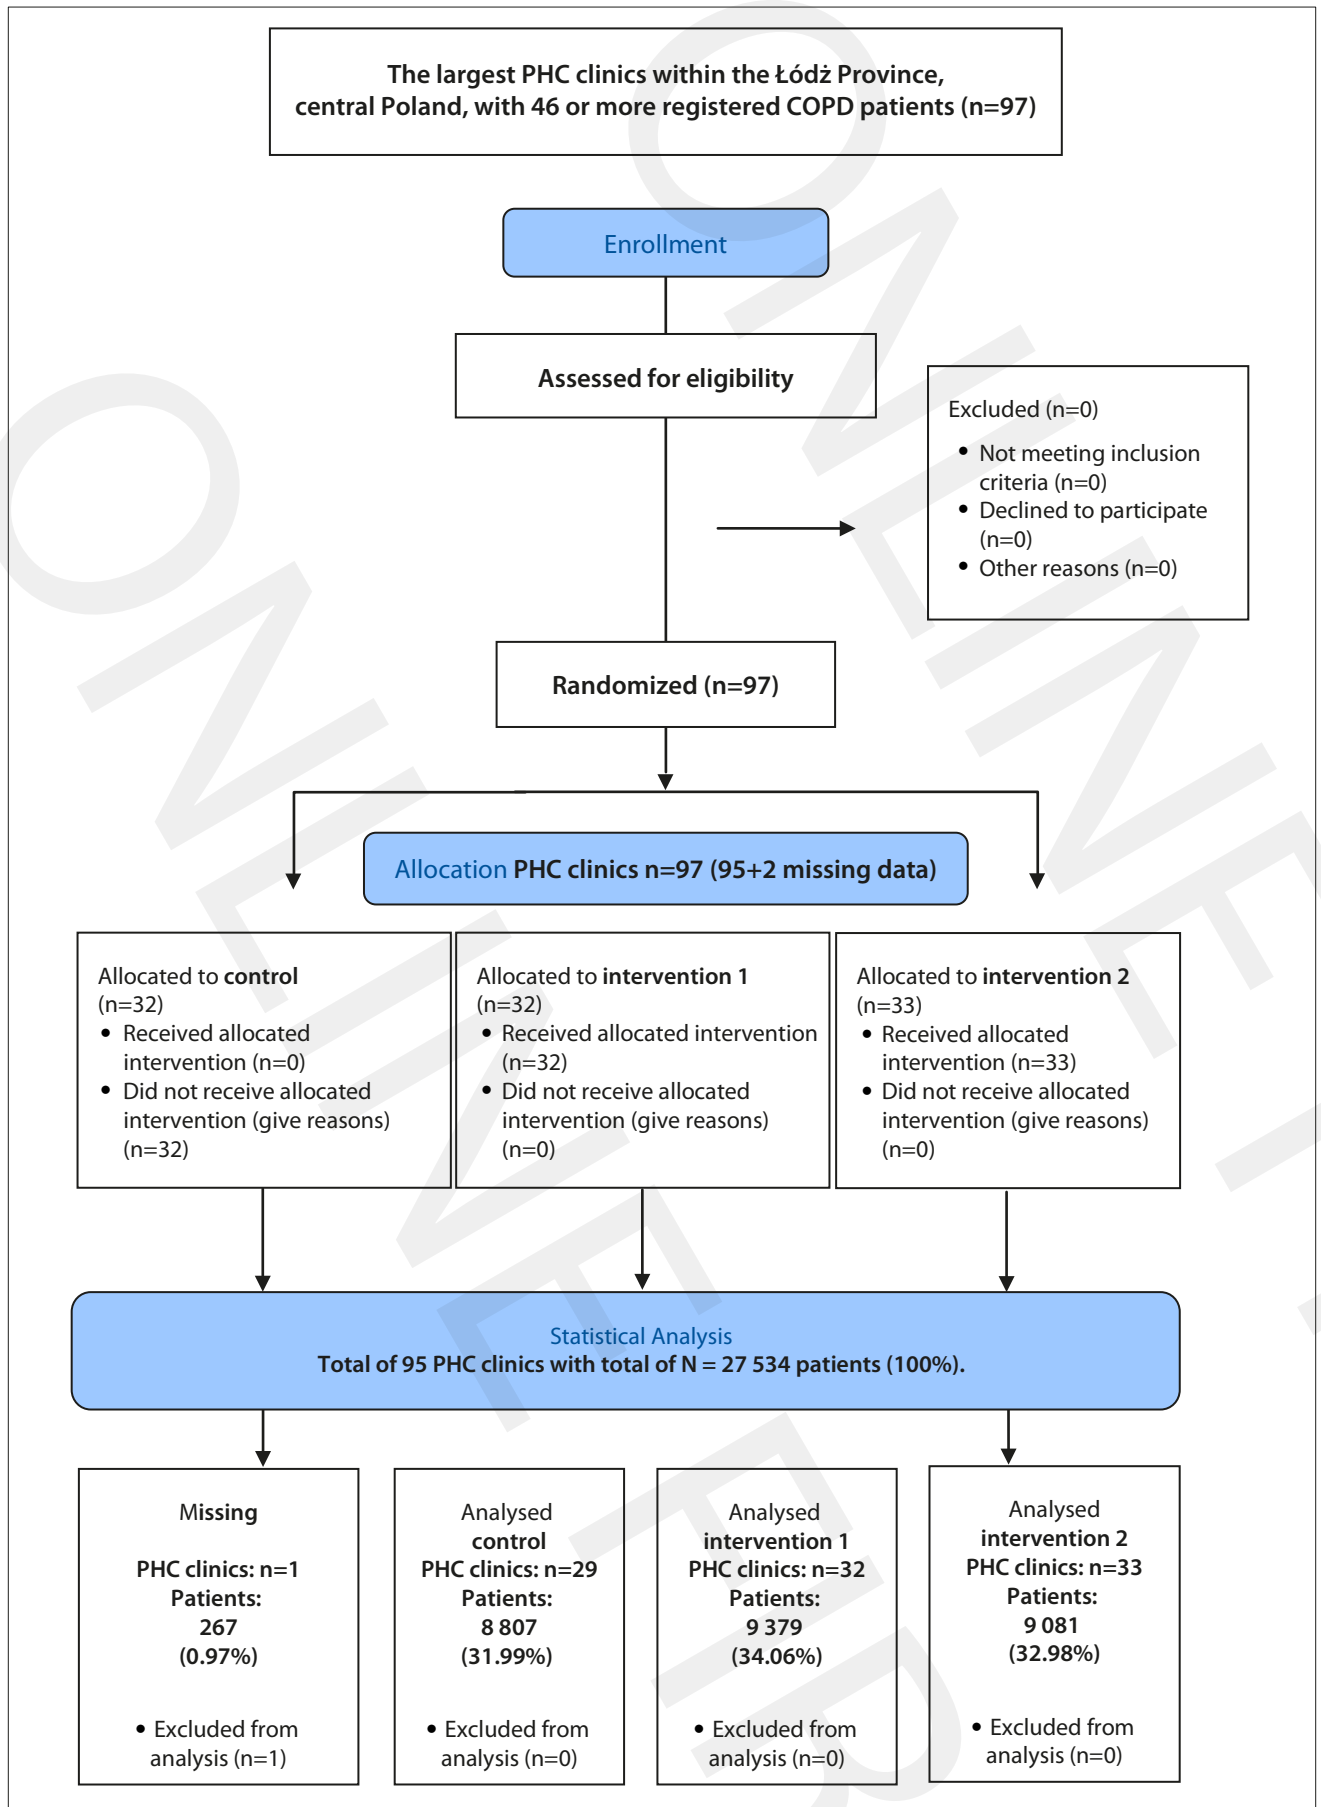 The largest PHC clinics within the Łódź Province,
central Poland, with 46 or more registered COPD patients (n=97)
Enrollment
Assessed for eligibility
Excluded (n=0)
• Not meeting inclusion
criteria (n=0)
• Declined to participate
(n=0)
• Other reasons (n=0)
Randomized (n=97)
Allocation PHC clinics n=97 (95+2 missing data)
Allocated to control
(n=32)
• Received allocated
intervention (n=0)
• Did not receive allocated
intervention (give reasons)
(n=32)
Allocated to intervention 1
(n=32)
• Received allocated intervention
(n=32)
• Did not receive allocated
intervention (give reasons)
(n=0)
Allocated to intervention 2
(n=33)
• Received allocated
intervention (n=33)
• Did not receive allocated
intervention (give reasons)
(n=0)
Statistical Analysis
Total of 95 PHC clinics with total of N = 27 534 patients (100%).
Missing
PHC clinics: n=1
Patients:
267
(0.97%)
• Excluded from
analysis (n=1)
Analysed
control
PHC clinics: n=29
Patients:
8 807
(31.99%)
• Excluded from
analysis (n=0)
Analysed
intervention 1
PHC clinics: n=32
Patients:
9 379
(34.06%)
• Excluded from
analysis (n=0)
Analysed
intervention 2
PHC clinics: n=33
Patients:
9 081
(32.98%)
• Excluded from
analysis (n=0)
ONLINE FIR
ONLINE F